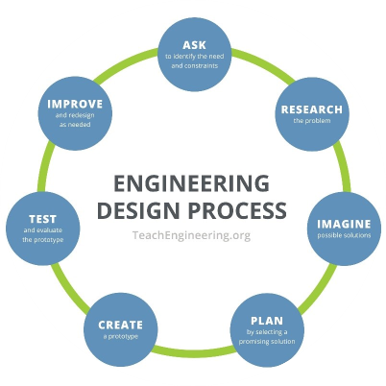 ASK
to identify the need
and constraints
RESEARCH
the problem
IMAGINE
possible solutions
PLAN
by selecting a
promising solution
CREATE
a prototype
TEST
and evaluate
the prototype
IMPROVE
and redesign
as needed
ENGINEERING
DESIGN PROCESS
TeachEngineering.org